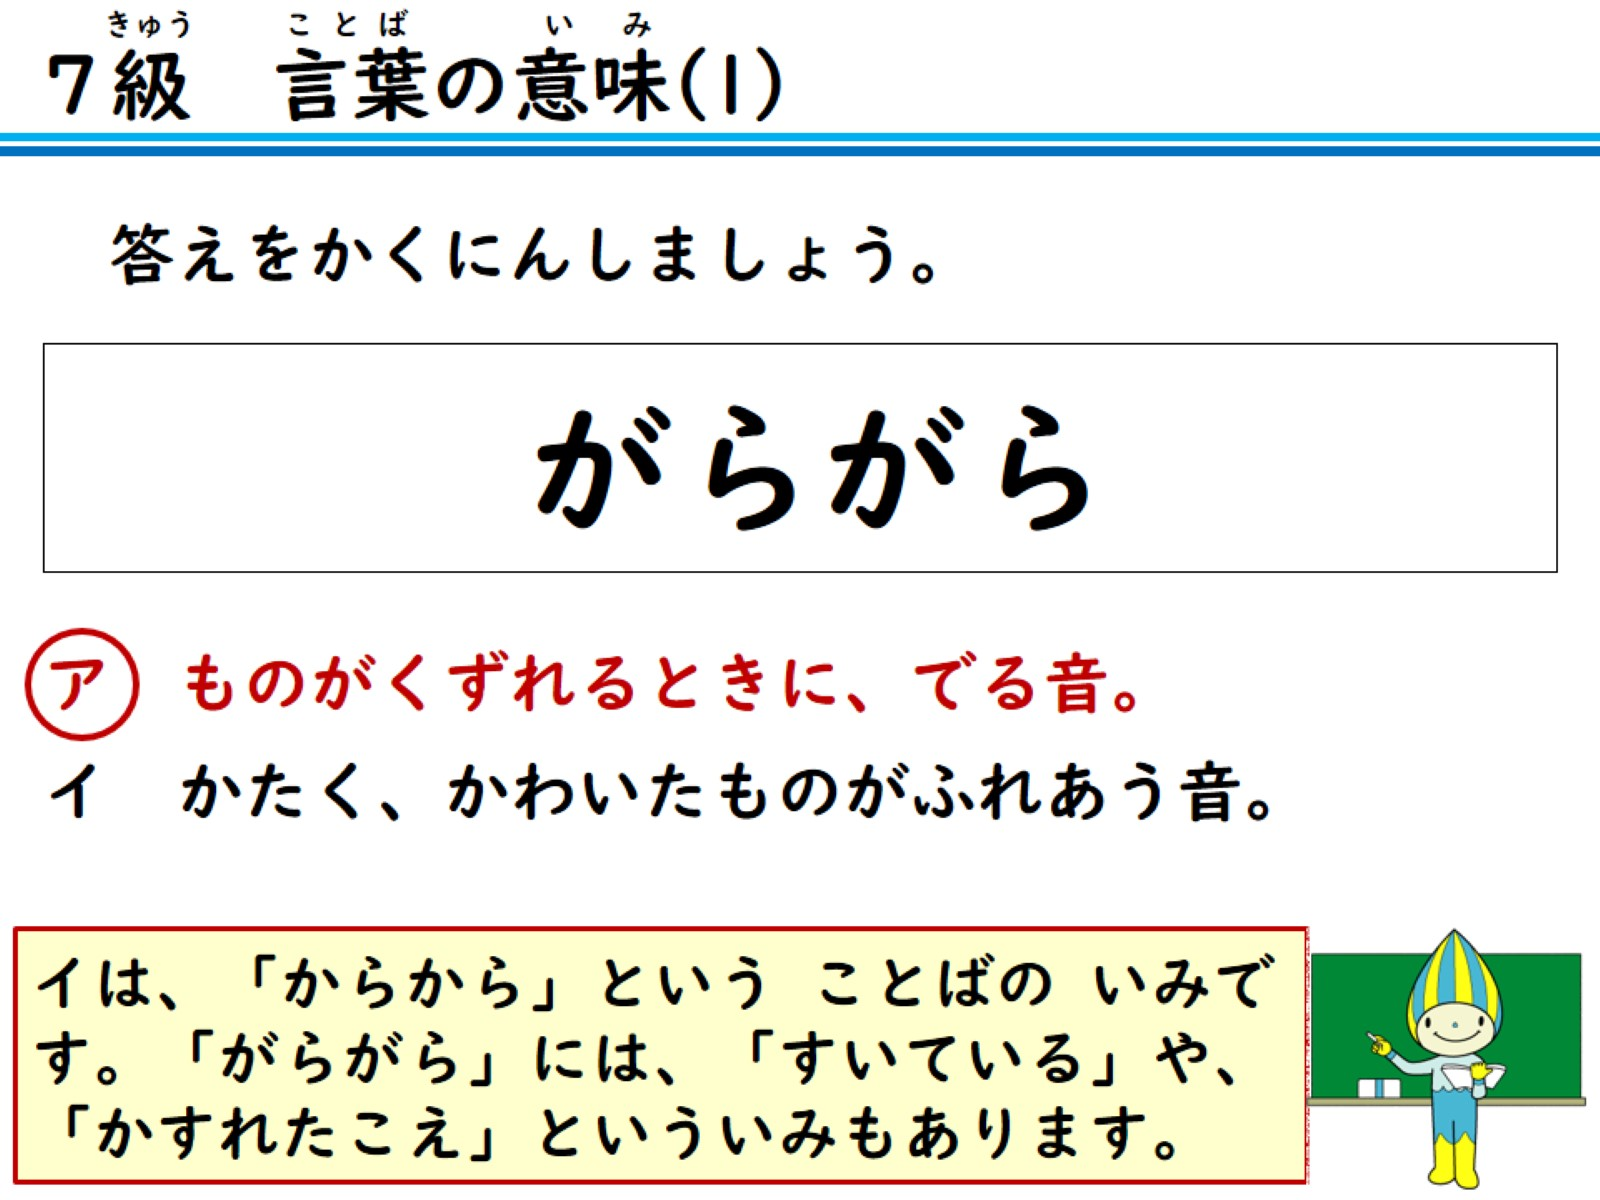 きゅう ことば い み
７級 言葉の意味(1)
答えをかくにんしましょう。
がらがら
ア ものがくずれるときに、でる音。
イ かたく、かわいたものがふれあう音。
イは、「からから」という ことばの いみで
す。「がらがら」には、「すいている」や、
「かすれたこえ」といういみもあります。